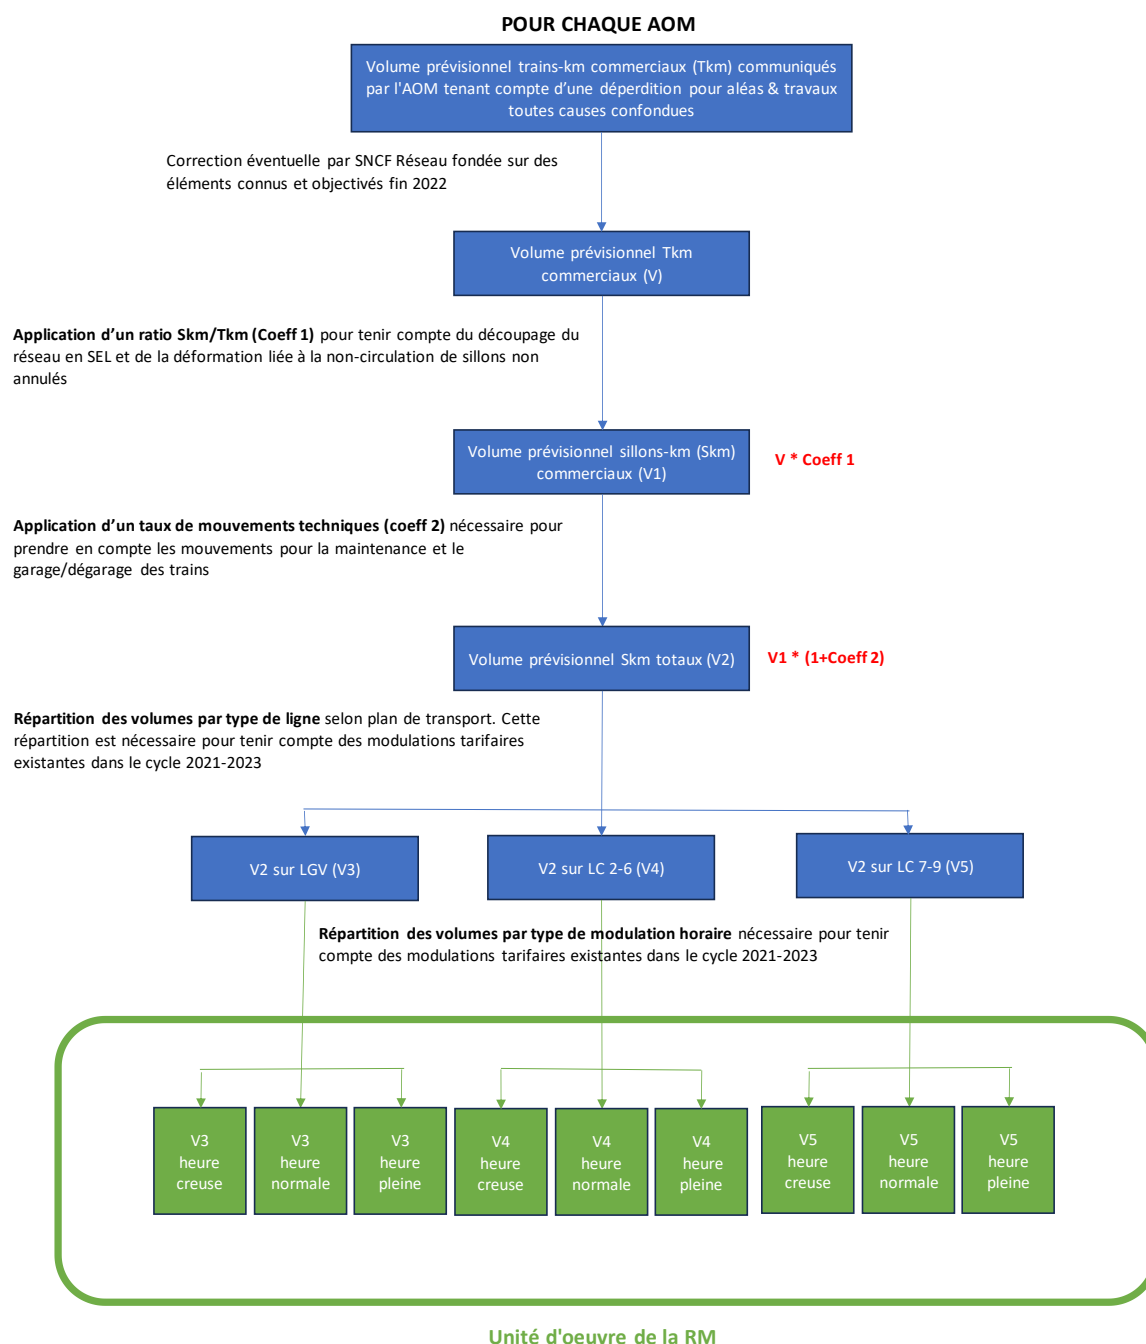 POUR CHAQUE AOM
Volume prévisionnel trains-km commerciaux (Tkm) communiqués
par l'AOM tenant compte d’une déperdition pour aléas & travaux
toutes causes confondues
Correction éventuelle par SNCF Réseau fondée sur des
éléments connus et objectivés fin 2022
Volume prévisionnel Tkm
commerciaux (V)
Application d’un ratio Skm/Tkm (Coeff 1) pour tenir compte du découpage du
réseau en SEL et de la déformation liée à la non-circulation de sillons non
annulés
Volume prévisionnel sillons-km (Skm)
commerciaux (V1)
V * Coeff 1
Application d’un taux de mouvements techniques (coeff 2) nécessaire pour
prendre en compte les mouvements pour la maintenance et le
garage/dégarage des trains
Volume prévisionnel Skm totaux (V2)
V1 * (1+Coeff 2)
Répartition des volumes par type de ligne selon plan de transport. Cette
répartition est nécessaire pour tenir compte des modulations tarifaires
existantes dans le cycle 2021-2023
V2 sur LGV (V3)
V2 sur LC 2-6 (V4)
V2 sur LC 7-9 (V5)
Répartition des volumes par type de modulation horaire nécessaire pour tenir
compte des modulations tarifaires existantes dans le cycle 2021-2023
V3
heure
creuse
V3
heure
normale
V3
heure
pleine
V4
heure
creuse
V4
heure
normale
V4
heure
pleine
V5
heure
creuse
V5
heure
normale
V5
heure
pleine
Unité d'oeuvre de la RM